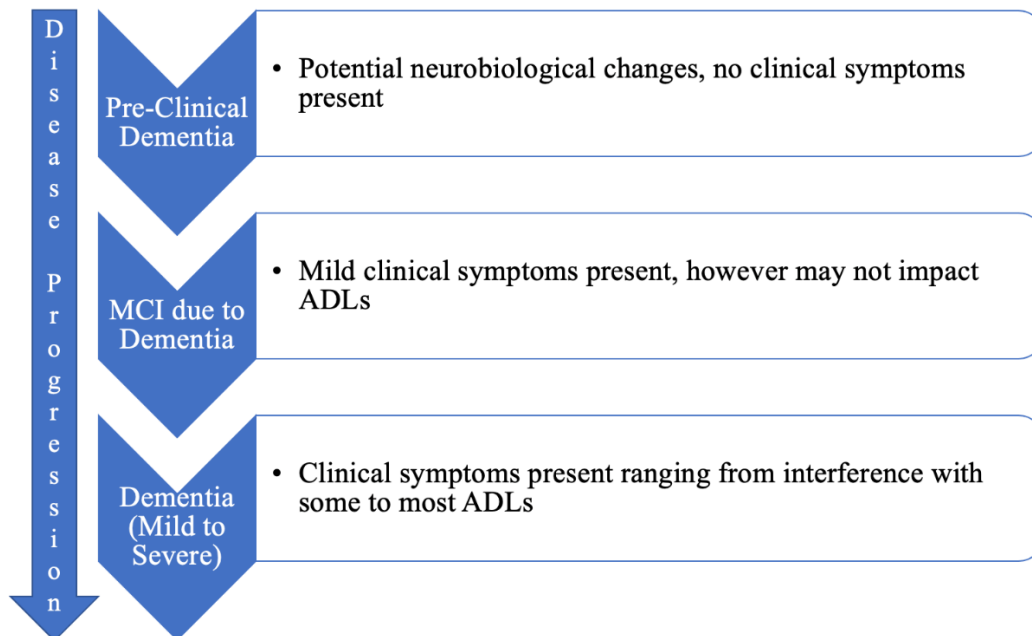 Disease Progression
Pre-Clinical
Dementia
• Potential neurobiological changes, no clinical symptoms
present
MCI due to
Dementia
• Mild clinical symptoms present, however may not impact
ADLs
Dementia
(Mild to
Severe)
• Clinical symptoms present ranging from interference with
some to most ADLs